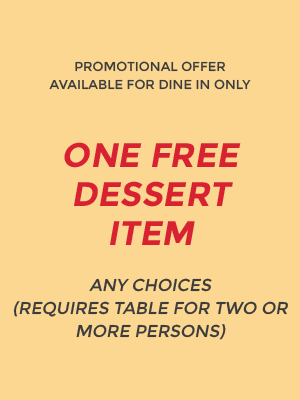 PROMOTIONAL OFFER
AVAILABLE FOR DINE IN ONLY
ONE FREE
DESSERT
ITEM
ANY CHOICES
(REQUIRES TABLE FOR TWO OR
MORE PERSONS)